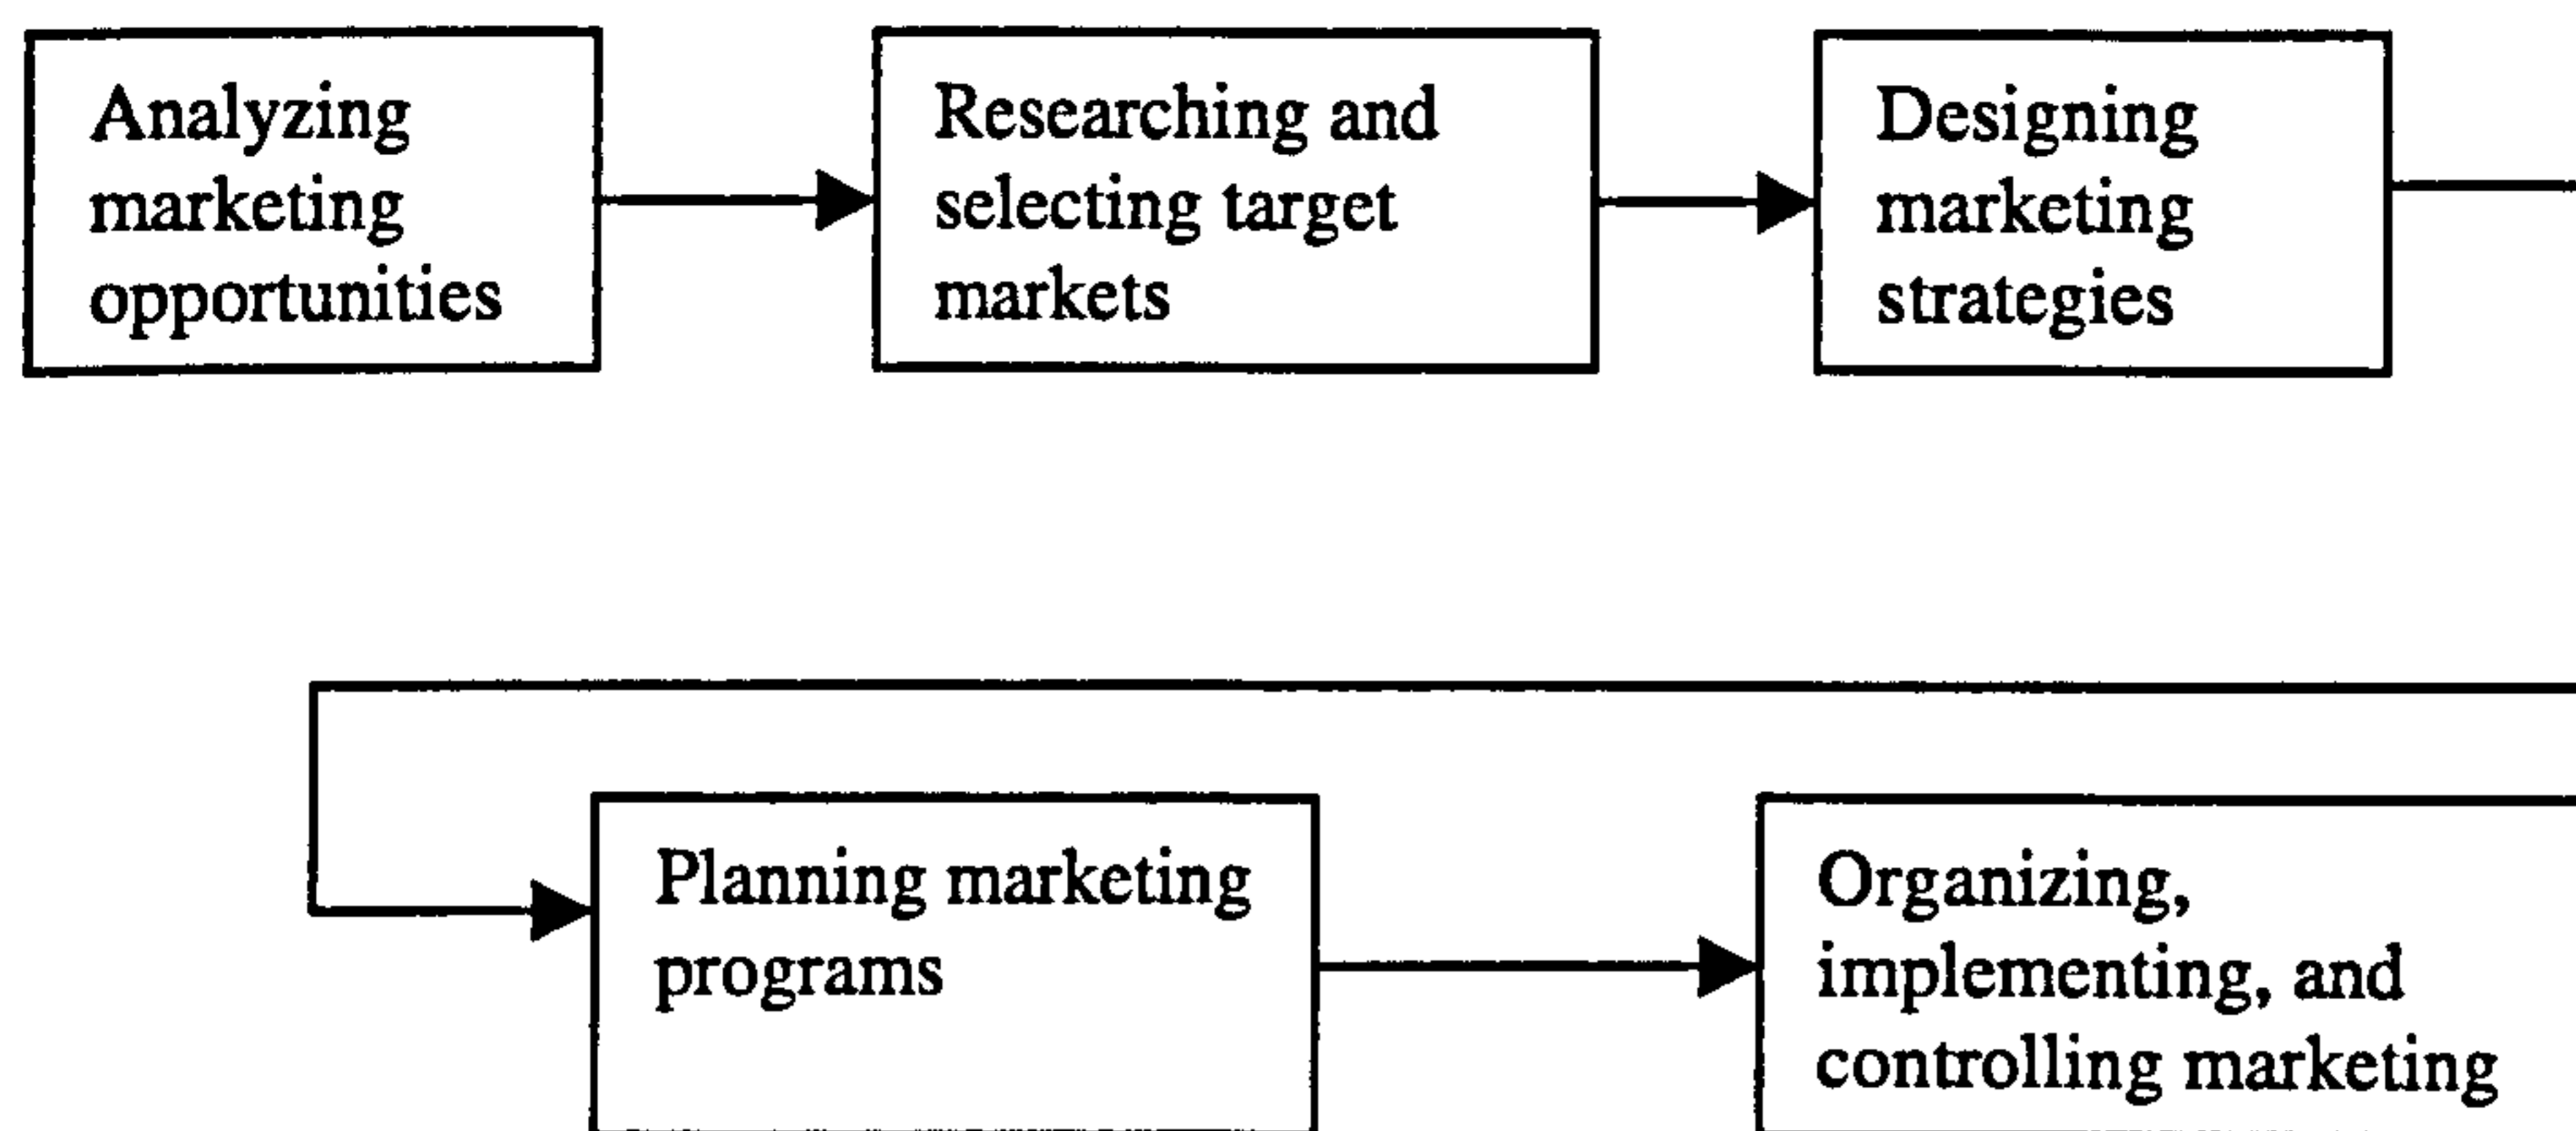 Analyzing
marketing
opportunities
Researching and
selecting target
markets
Designing
marketing
strategies
Planning marketing
programs
Organizing,
implementing, and
controlling marketing